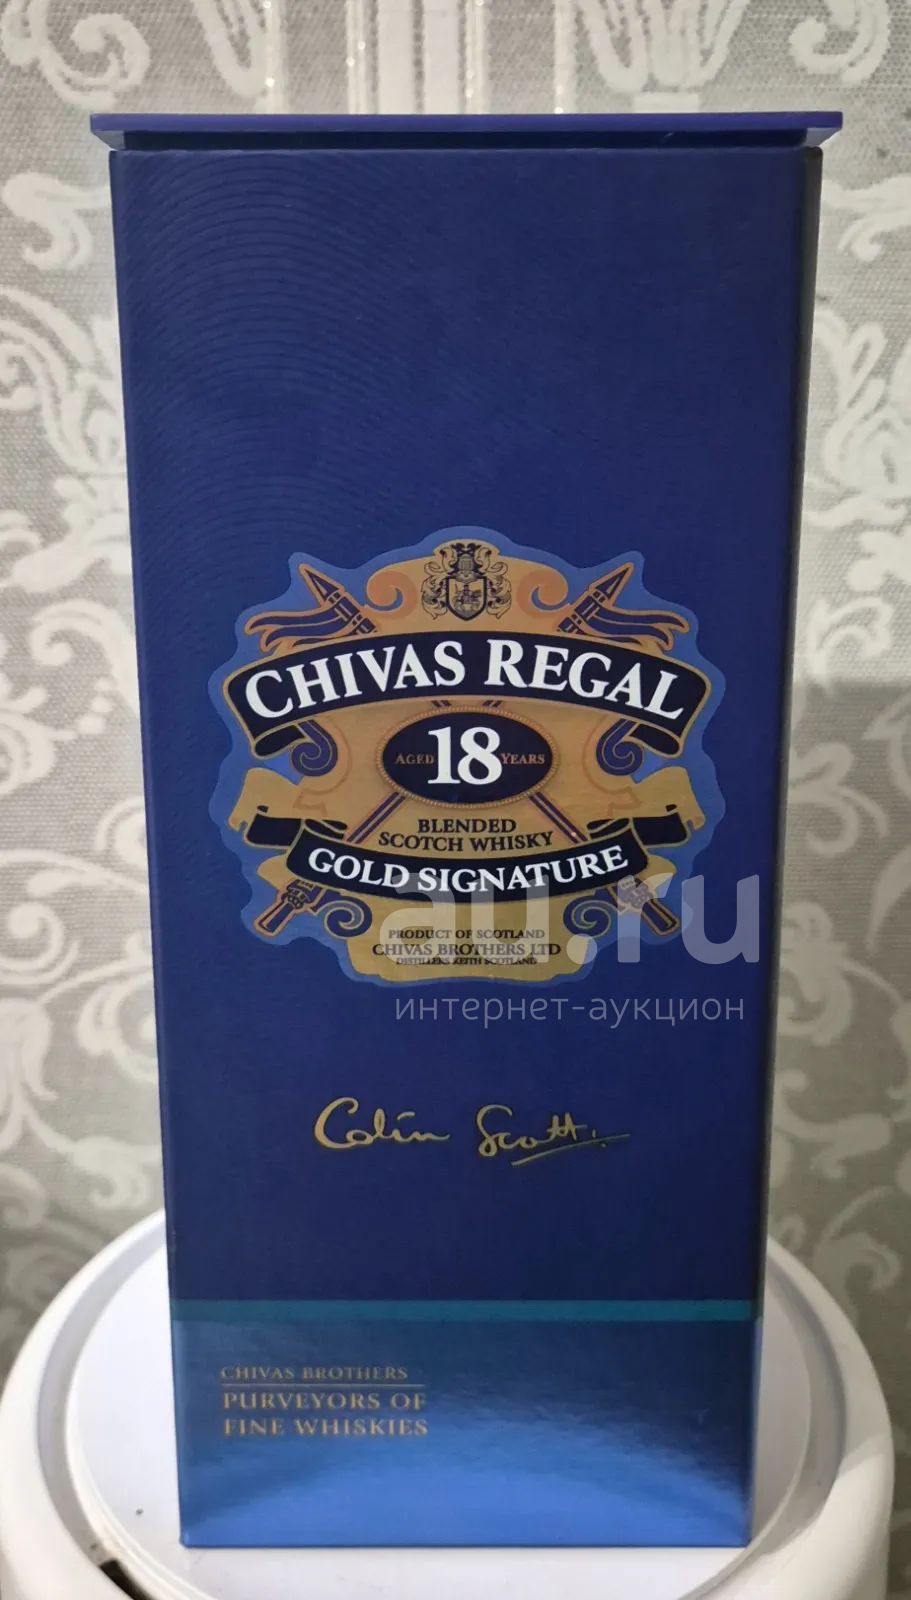 CHIVAS REGAL
AGED 18 YEARS
BLENDED
SCOTCH WHISKY
GOLD SIGNATURE
PRODUCT OF SCOTLAND
CHIVAS BROTHERS LTD
DISTILLERS KEITH SCOTLAND
au.ru
интернет-аукцион
Colin Scott.
CHIVAS BROTHERS
PURVEYORS OF
FINE WHISKIES